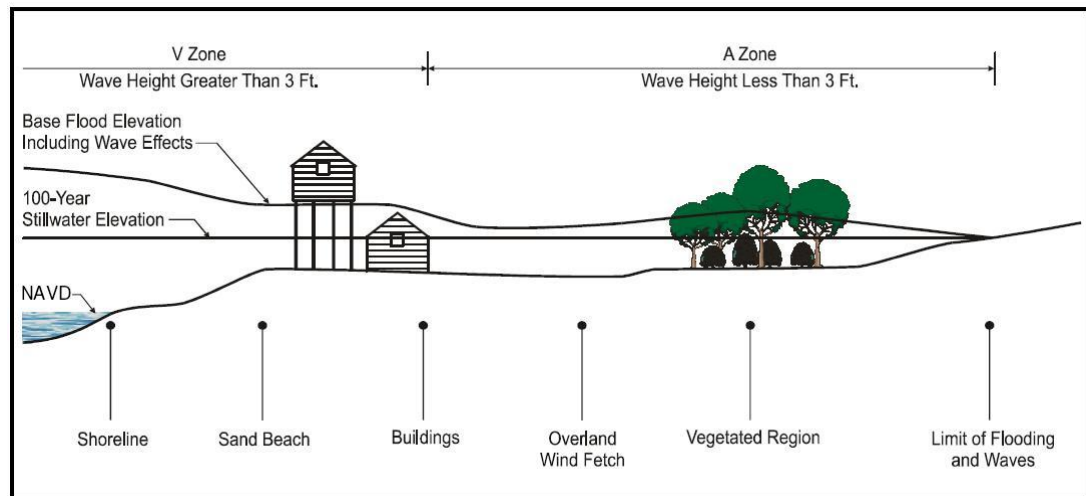 V Zone
Wave Height Greater Than 3 Ft.
A Zone
Wave Height Less Than 3 Ft.
Base Flood Elevation
Including Wave Effects
100-Year
Stillwater Elevation
NAVD
Shoreline
Sand Beach
Buildings
Overland
Wind Fetch
Vegetated Region
Limit of Flooding
and Waves